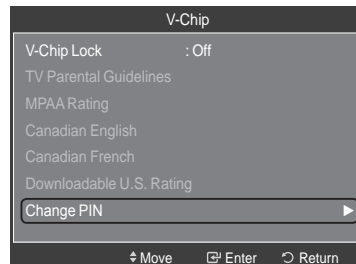 V-Chip
V-Chip Lock : Off
TV Parental Guidelines
MPAA Rating
Canadian English
Canadian French
Downloadable U.S. Rating
Change PIN
Move Enter Return